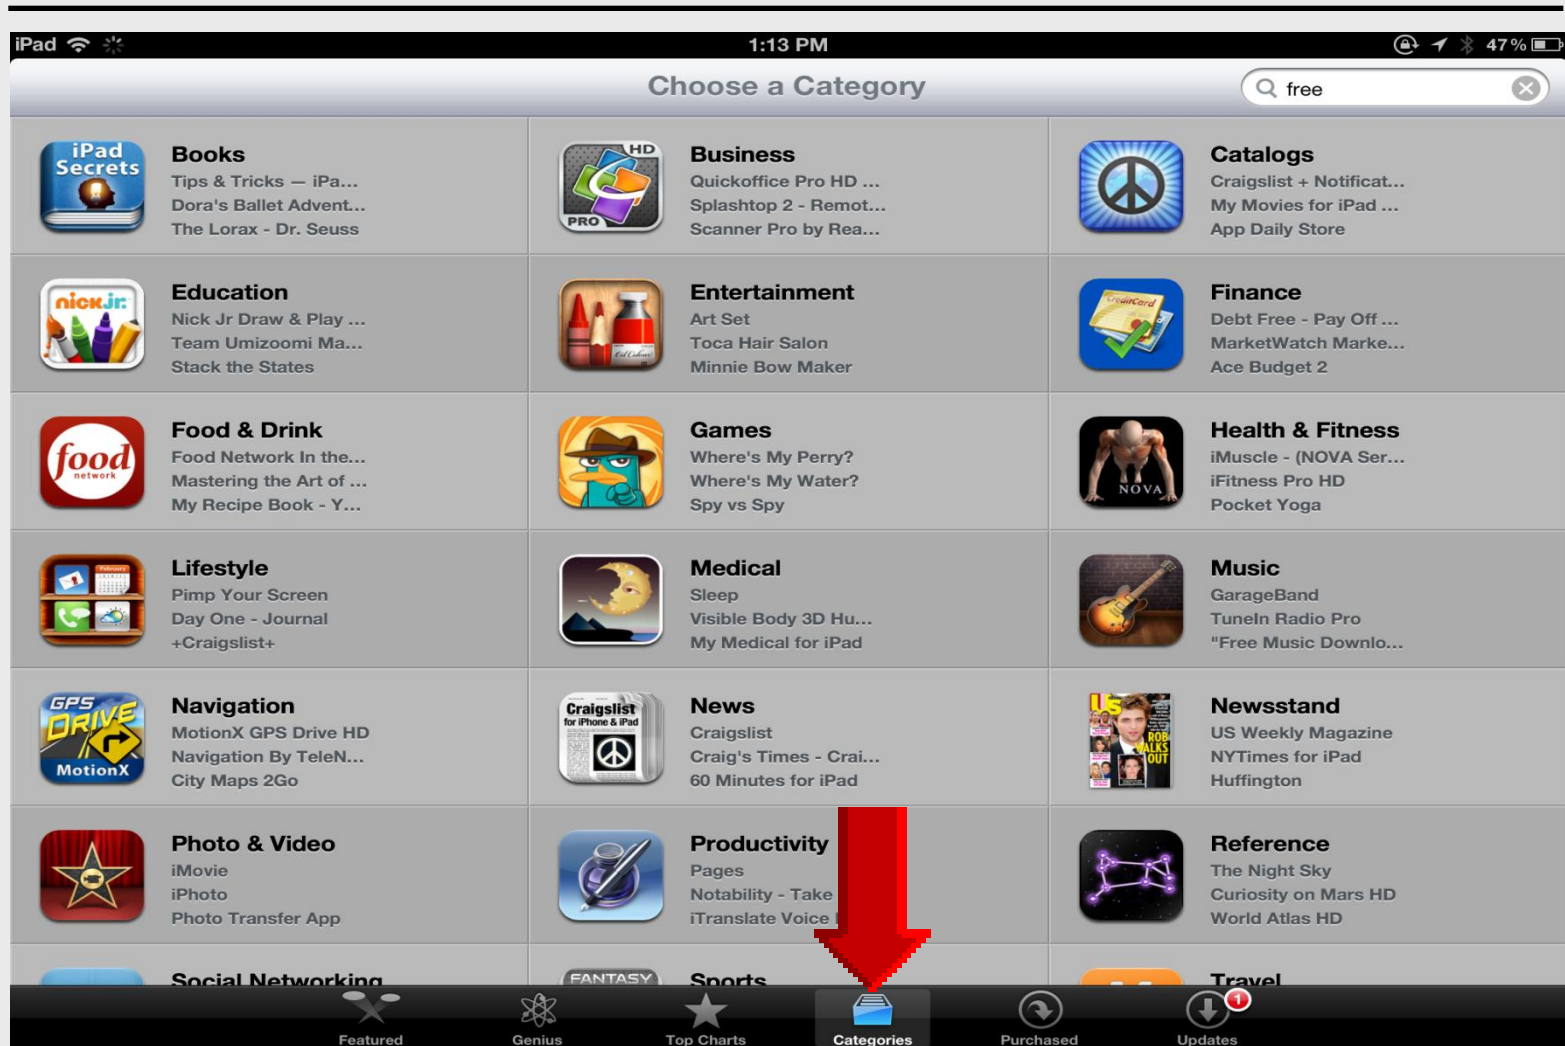 iPad 1:13 PM 47%
Choose a Category
free
iPad Secrets
Books
Tips & Tricks — iPa...
Dora's Ballet Advent...
The Lorax - Dr. Seuss
HD
PRO
Business
Quickoffice Pro HD ...
Splashtop 2 - Remot...
Scanner Pro by Rea...
Catalogs
Craigslist + Notificat...
My Movies for iPad ...
App Daily Store
nick jr.
Education
Nick Jr Draw & Play ...
Team Umizoomi Ma...
Stack the States
Entertainment
Art Set
Toca Hair Salon
Minnie Bow Maker
CreditCard
Finance
Debt Free - Pay Off ...
MarketWatch Marke...
Ace Budget 2
food
network
Food & Drink
Food Network In the...
Mastering the Art of ...
My Recipe Book - Y...
Games
Where's My Perry?
Where's My Water?
Spy vs Spy
NOVA
Health & Fitness
iMuscle - (NOVA Ser...
iFitness Pro HD
Pocket Yoga
February
Lifestyle
Pimp Your Screen
Day One - Journal
+Craigslist+
Medical
Sleep
Visible Body 3D Hu...
My Medical for iPad
Music
GarageBand
TuneIn Radio Pro
"Free Music Downlo...
GPS
DRIVE
MotionX
Navigation
MotionX GPS Drive HD
Navigation By TeleN...
City Maps 2Go
Craigslist
for iPhone & iPad
News
Craigslist
Craig's Times - Crai...
60 Minutes for iPad
Us
ROB
WALKS
OUT
Newsstand
US Weekly Magazine
NYTimes for iPad
Huffington
Photo & Video
iMovie
iPhoto
Photo Transfer App
Productivity
Pages
Notability - Take
iTranslate Voice
Reference
The Night Sky
Curiosity on Mars HD
World Atlas HD
Social Networking
FANTASY
Sports
Travel
1
Featured
Genius
Top Charts
Categories
Purchased
Updates